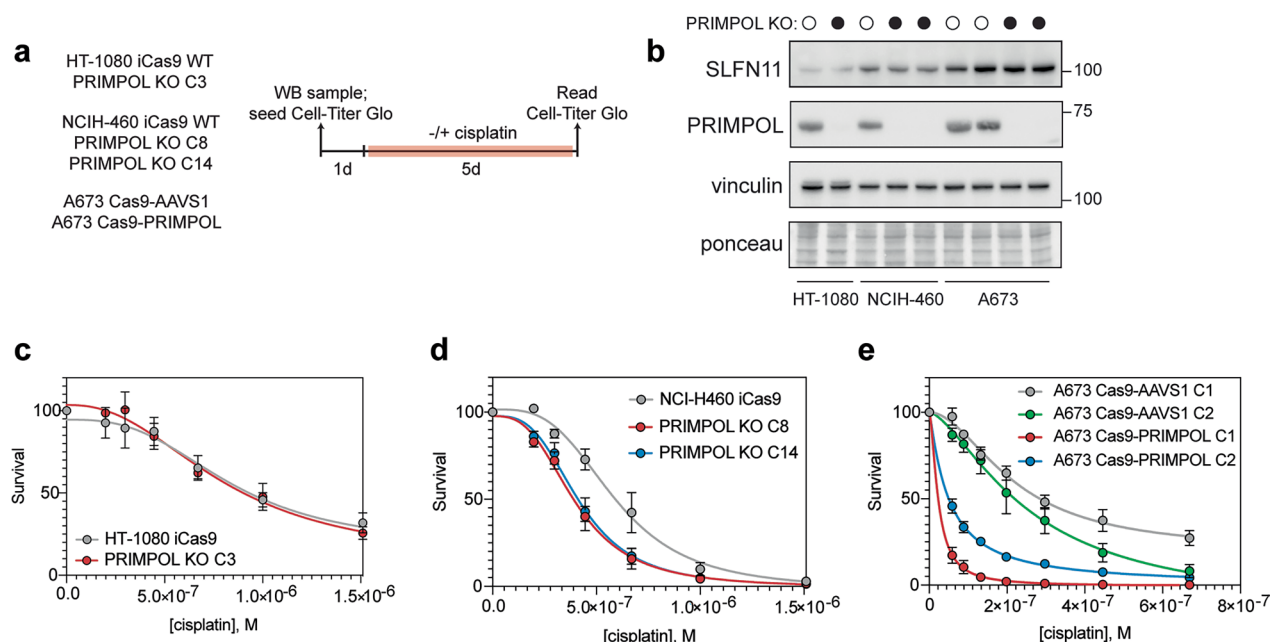 a
HT-1080 iCas9 WT
PRIMPOL KO C3
NCIH-460 iCas9 WT
PRIMPOL KO C8
PRIMPOL KO C14
A673 Cas9-AAVS1
A673 Cas9-PRIMPOL
WB sample;
seed Cell-Titer Glo
Read
Cell-Titer Glo
-/+ cisplatin
1d
5d
b
PRIMPOL KO:
SLFN11
100
PRIMPOL
75
vinculin
100
ponceau
HT-1080 NCIH-460 A673
c
Survival
100
50
0
HT-1080 iCas9
PRIMPOL KO C3
0.0 5.0×10-7 1.0×10-6 1.5×10-6
[cisplatin], M
d
Survival
100
50
0
NCI-H460 iCas9
PRIMPOL KO C8
PRIMPOL KO C14
0.0 5.0×10-7 1.0×10-6 1.5×10-6
[cisplatin], M
e
Survival
100
50
0
A673 Cas9-AAVS1 C1
A673 Cas9-AAVS1 C2
A673 Cas9-PRIMPOL C1
A673 Cas9-PRIMPOL C2
0 2×10-7 4×10-7 6×10-7 8×10-7
[cisplatin], M